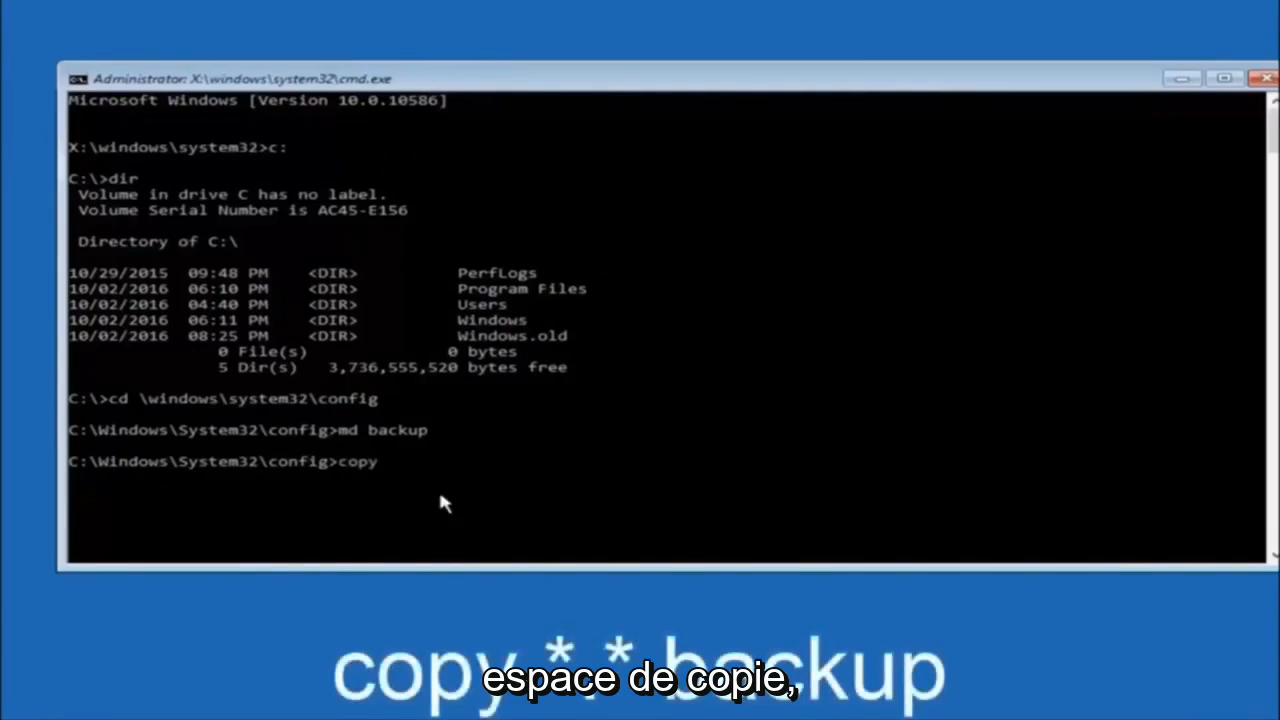 Administrator: X:\windows\system32\cmd.exe
Microsoft Windows [Version 10.0.10586]
X:\windows\system32>c:
C:\>dir
Volume in drive C has no label.
Volume Serial Number is AC45-E156
Directory of C:\
10/29/2015 09:48 PM <DIR> PerfLogs
10/02/2016 06:10 PM <DIR> Program Files
10/02/2016 04:40 PM <DIR> Users
10/02/2016 06:11 PM <DIR> Windows
10/02/2016 08:25 PM <DIR> Windows.old
0 File(s) 0 bytes
5 Dir(s) 3,736,555,520 bytes free
C:\>cd \windows\system32\config
C:\Windows\System32\config>md backup
C:\Windows\System32\config>copy
copy *.* backup
espace de copie,